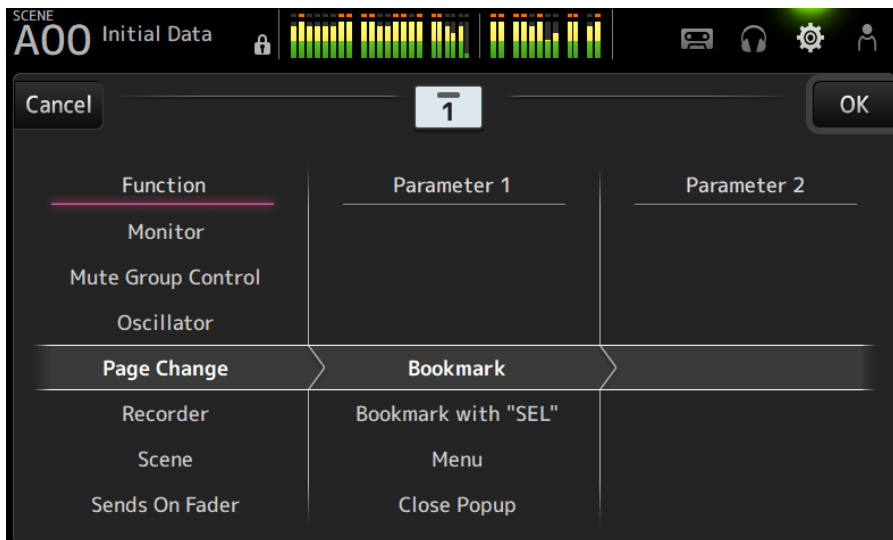 SCENE
A00 Initial Data
Cancel
1
OK
Function Parameter 1 Parameter 2
Monitor
Mute Group Control
Oscillator
Page Change Bookmark
Recorder Bookmark with "SEL"
Scene Menu
Sends On Fader Close Popup